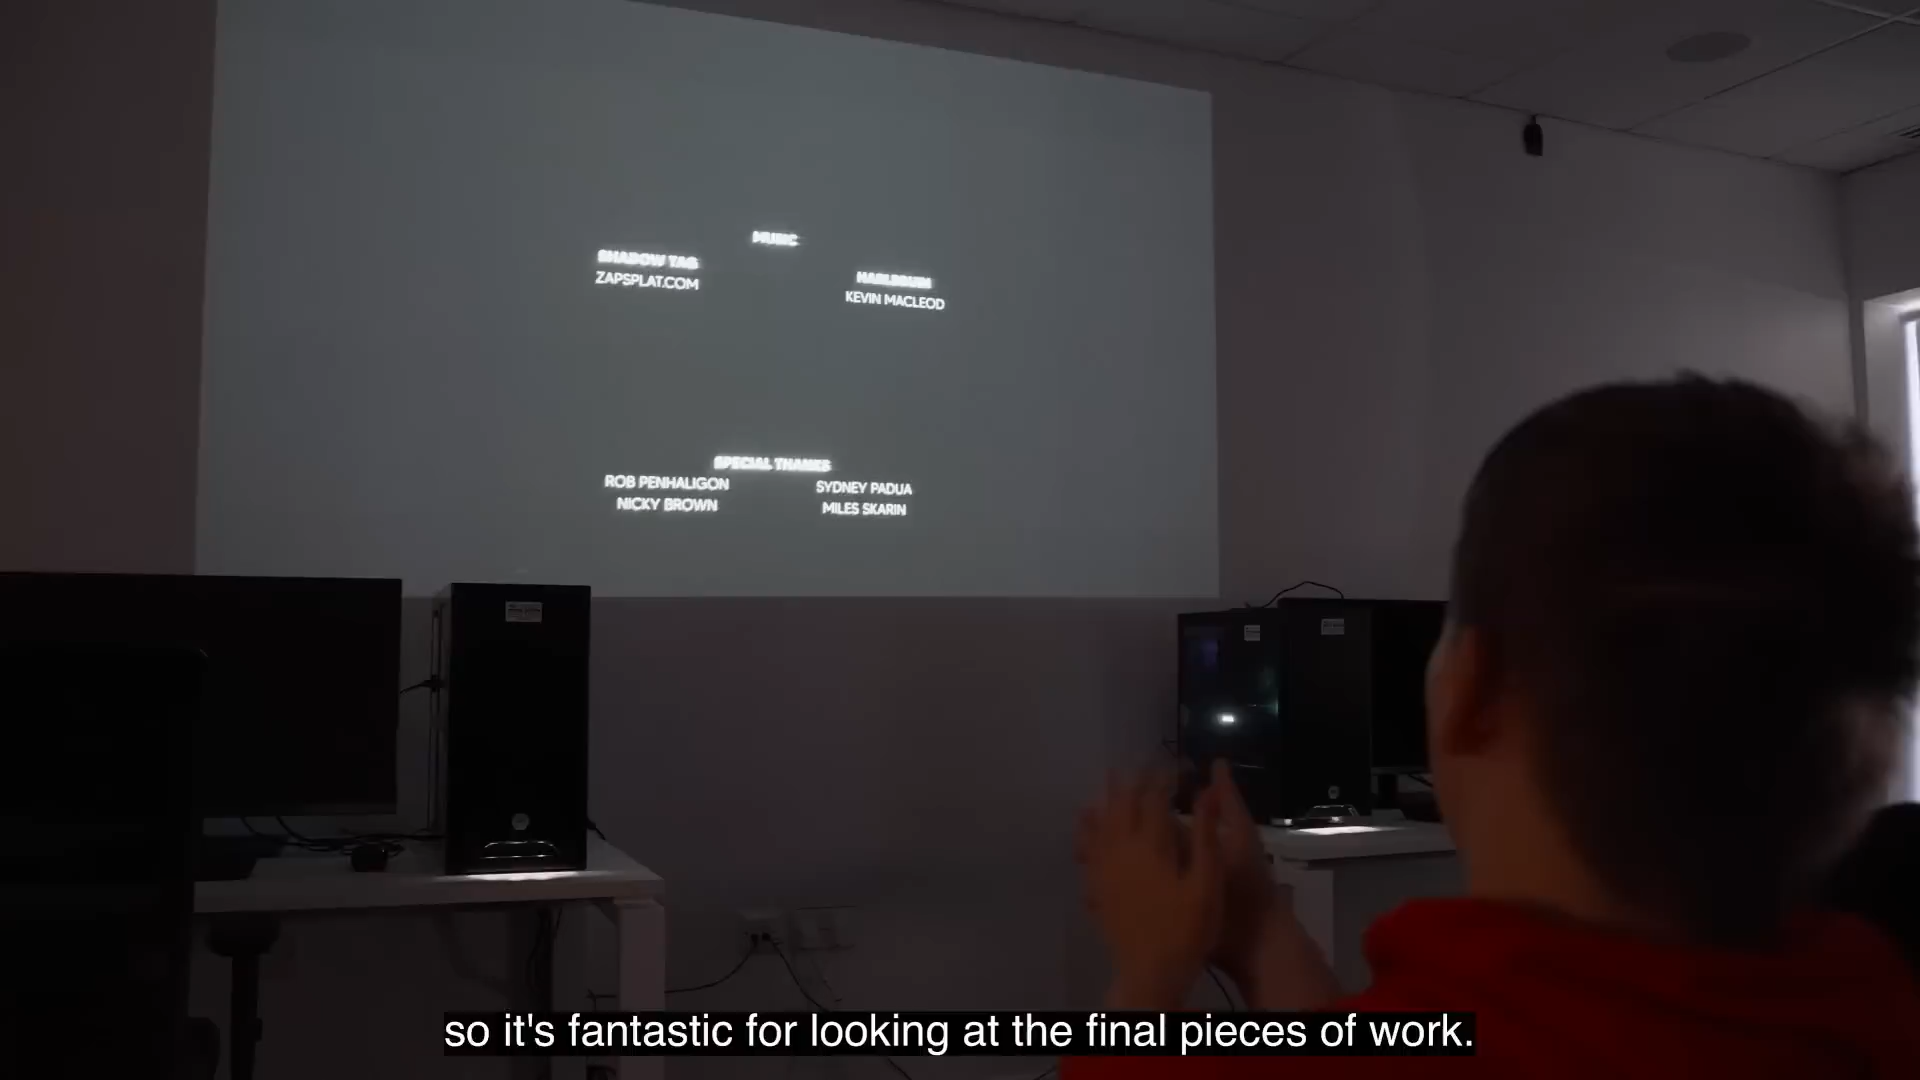 MUSIC
SHADOW TAG
ZAPSPLAT.COM
HARLEQUIN
KEVIN MACLEOD
SPECIAL THANKS
ROB PENHALIGON
SYDNEY PADUA
NICKY BROWN
MILES SKARIN
so it's fantastic for looking at the final pieces of work.